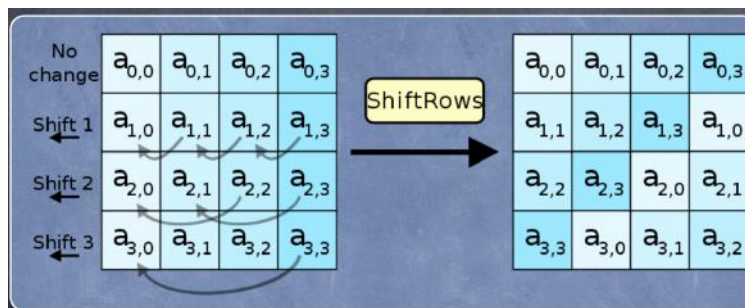 No change a0,0 a0,1 a0,2 a0,3
Shift 1 a1,0 a1,1 a1,2 a1,3
Shift 2 a2,0 a2,1 a2,2 a2,3
Shift 3 a3,0 a3,1 a3,2 a3,3
ShiftRows
a0,0 a0,1 a0,2 a0,3
a1,1 a1,2 a1,3 a1,0
a2,2 a2,3 a2,0 a2,1
a3,3 a3,0 a3,1 a3,2